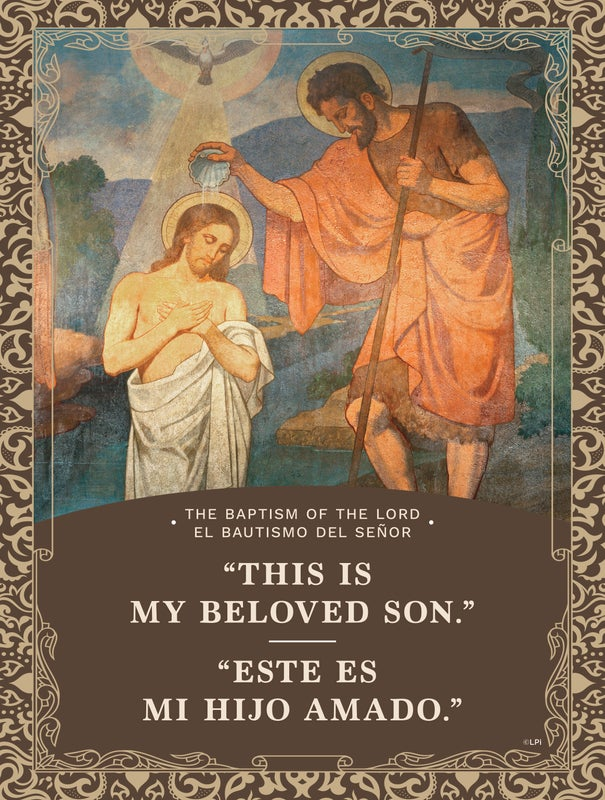 • THE BAPTISM OF THE LORD •
EL BAUTISMO DEL SEÑOR
“THIS IS
MY BELOVED SON.”
“ESTE ES
MI HIJO AMADO.”
©LPi